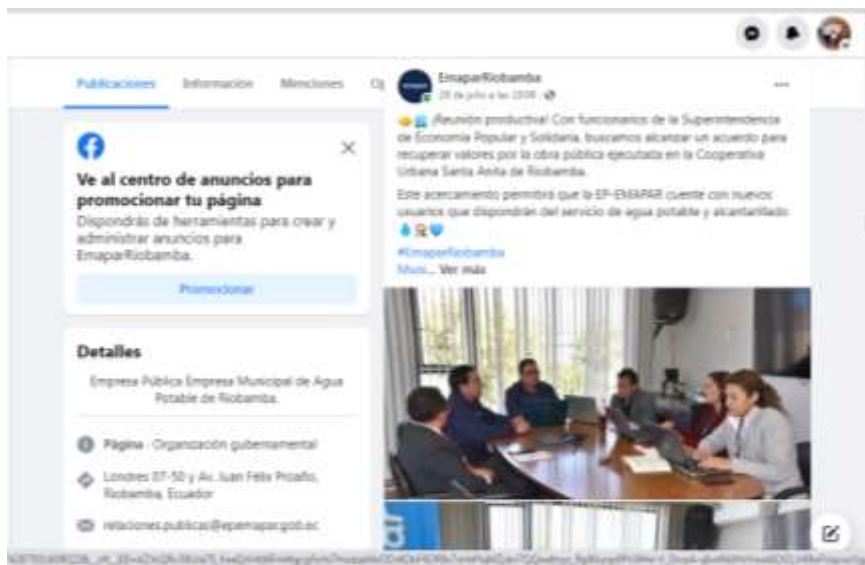 Publicaciones Información Menciones
Ve al centro de anuncios para
promocionar tu página
Dispondrás de herramientas para crear y
administrar anuncios para
EmaparRiobamba.
Promocionar
Detalles
Empresa Pública Empresa Municipal de Agua
Potable de Riobamba.
Página · Organización gubernamental
Londres 07-50 y Av. Juan Félix Proaño,
Riobamba, Ecuador
relaciones.publicas@epemapar.gob.ec
EmaparRiobamba
de julio a las
¡Reunión productiva! Con funcionarios de la Superintendencia
de Economía Popular y Solidaria, buscamos alcanzar un acuerdo para
recuperar valores por la obra pública ejecutada en la Cooperativa
Urbana Santa Anita de Riobamba.
Este acercamiento permitirá que la EP-EMAPAR cuente con nuevos
usuarios que dispondrán del servicio de agua potable y alcantarillado
#EmaparRiobamba
Muni... Ver más